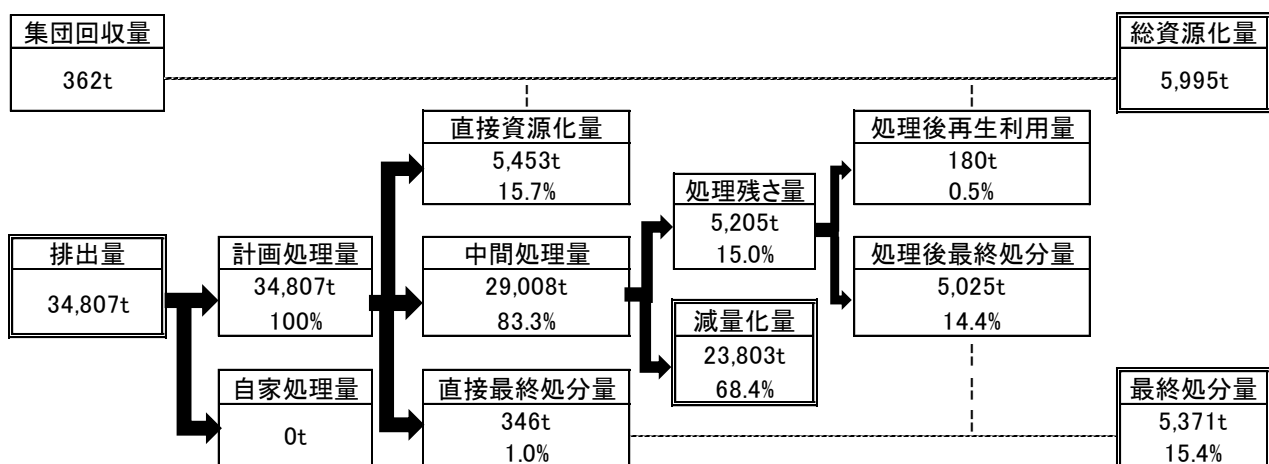 集団回収量
362t
総資源化量
5,995t
直接資源化量
5,453t
15.7%
処理後再生利用量
180t
0.5%
処理残さ量
5,205t
15.0%
排出量
34,807t
計画処理量
34,807t
100%
中間処理量
29,008t
83.3%
処理後最終処分量
5,025t
14.4%
減量化量
23,803t
68.4%
自家処理量
0t
直接最終処分量
346t
1.0%
最終処分量
5,371t
15.4%